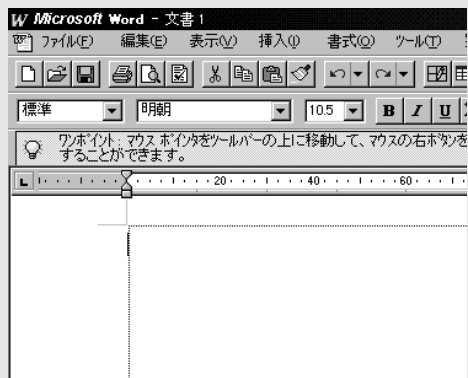 Microsoft Word - 文書1
ファイル(F) 編集(E) 表示(V) 挿入(I) 書式(O) ツール(T)
標準 明朝 10.5 B I U
ワンポイント: マウス ポインタをツールバーの上に移動して、マウスの右ボタンを
することができます。
20 40 60